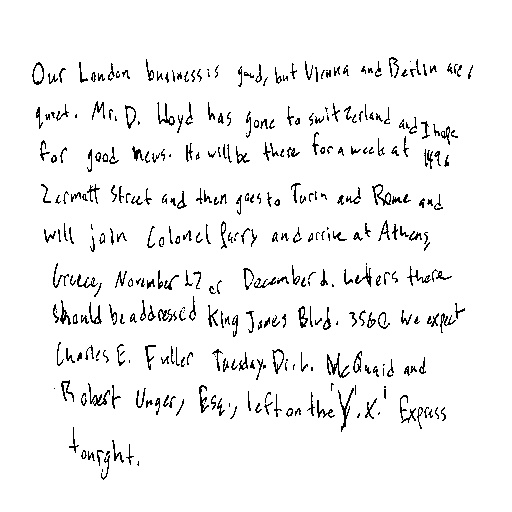 Our London business is good, but Vienna and Berlin are
quiet. Mr. D. Lloyd has gone to switzerland and I hope
for good news. He will be there for a week at 1496
Zermatt Street and then goes to Turin and Rome and
will join Colonel Parry and arrive at Athens,
Greece, November 27 or December 2. Letters there
should be addressed King James Blvd. 3580. We expect
Charles E. Fuller Tuesday. Dr. L. McQuaid and
Robert Unger, Esq., left on the 'Y.X.' Express
tonight.